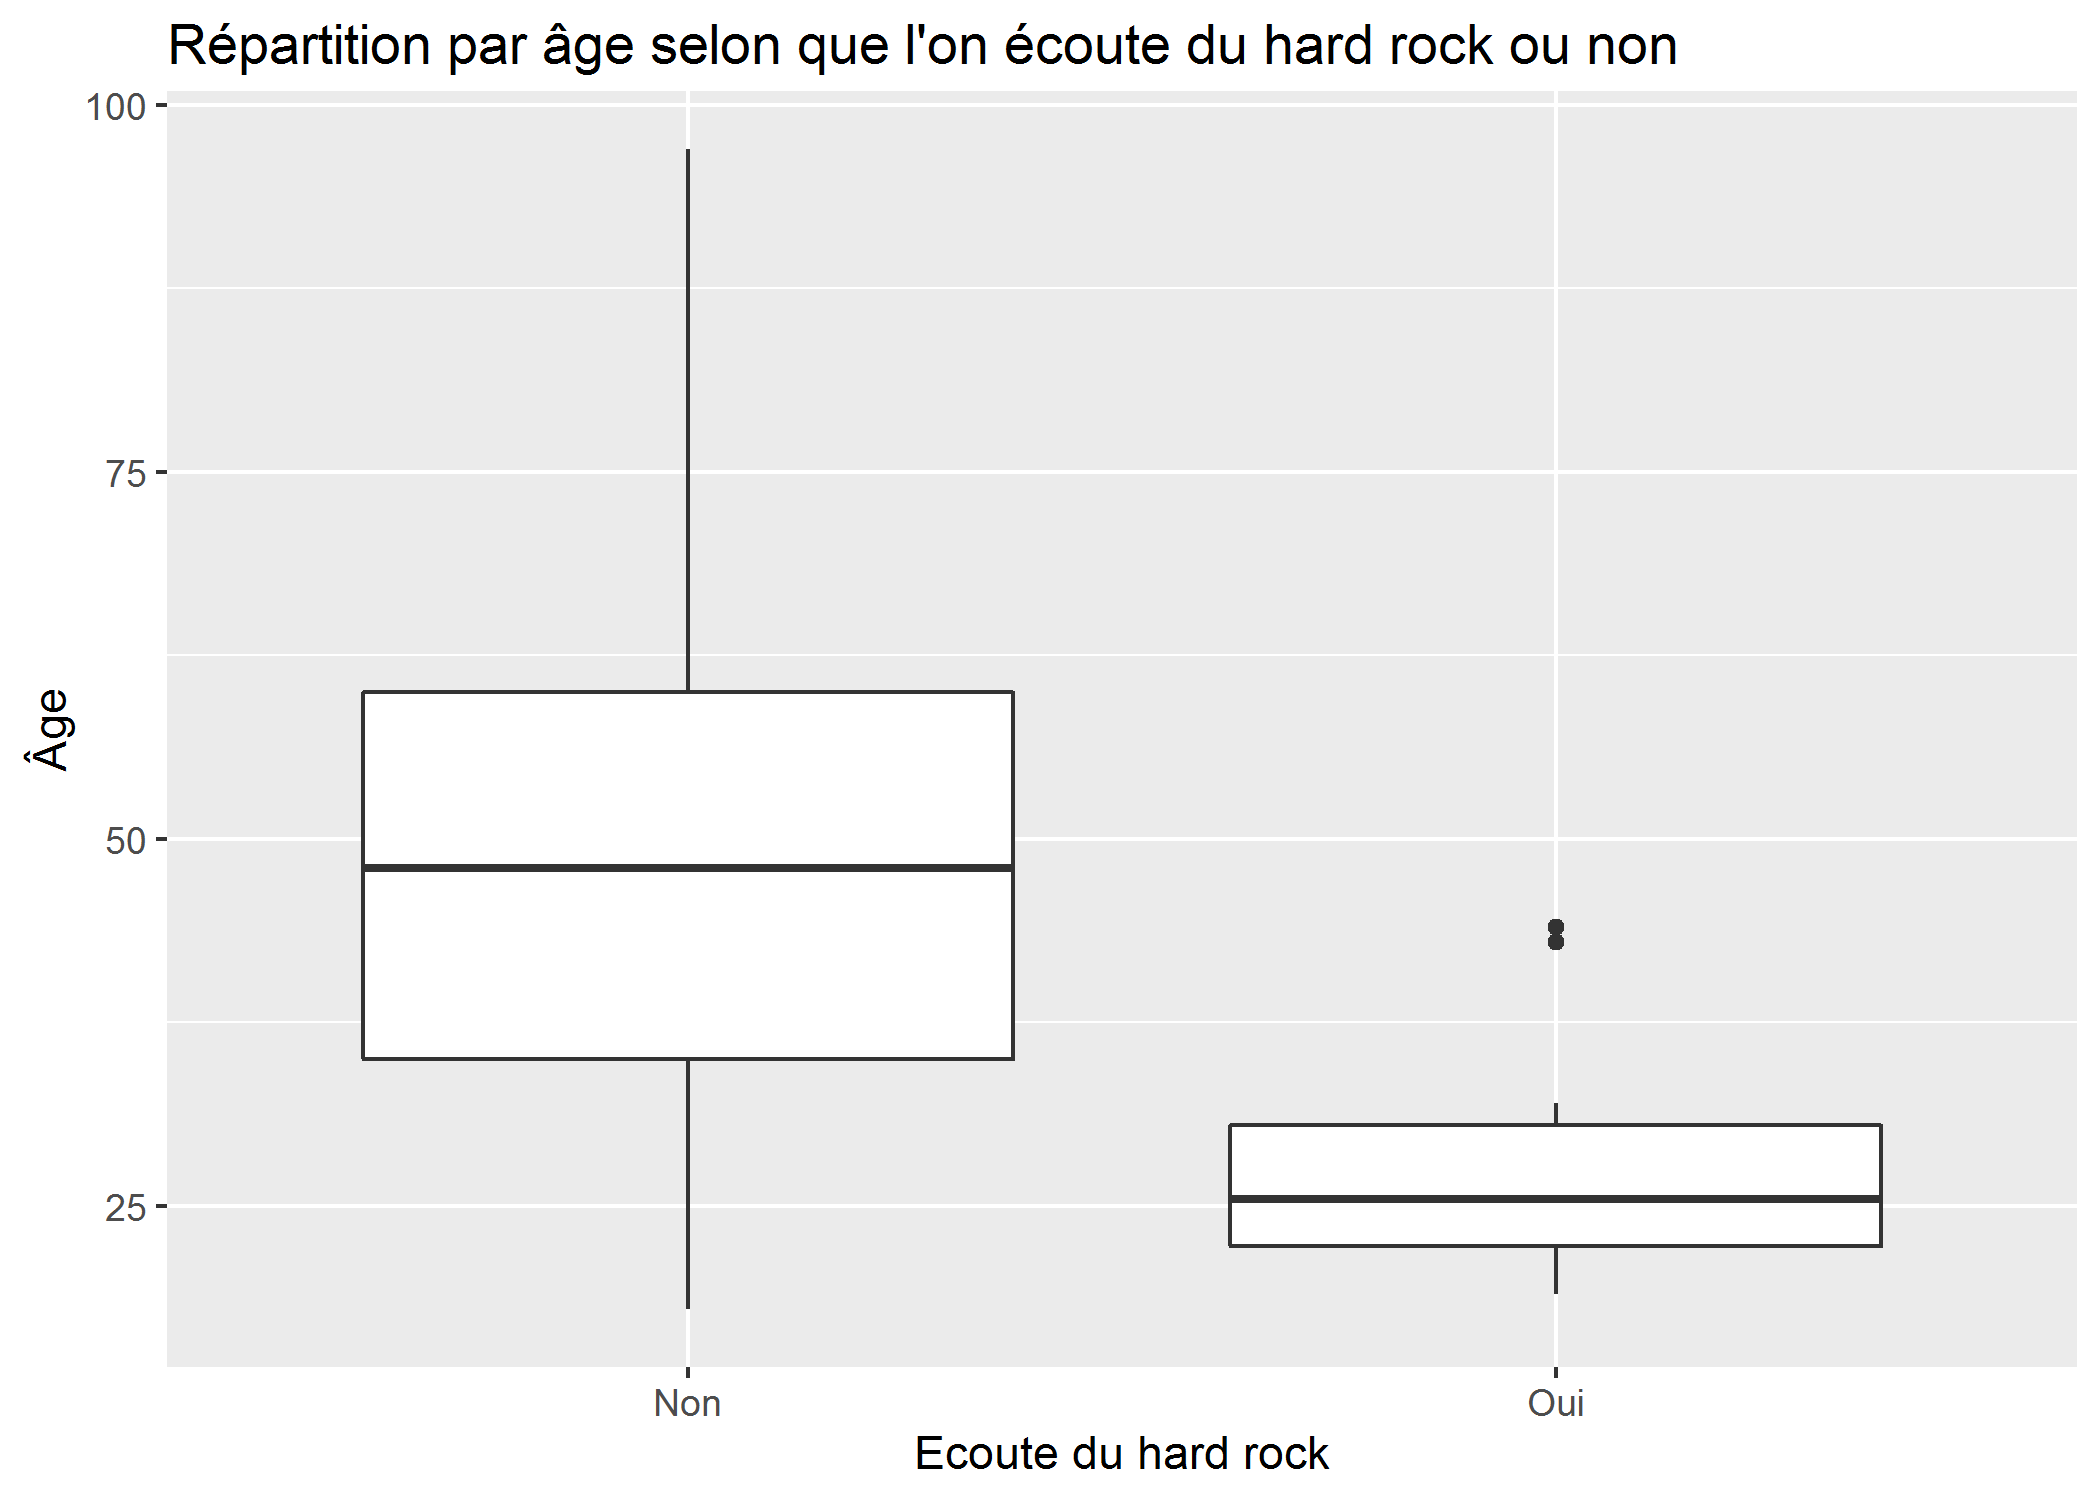 Répartition par âge selon que l'on écoute du hard rock ou non
100
75
50
25
Âge
Non
Oui
Ecoute du hard rock